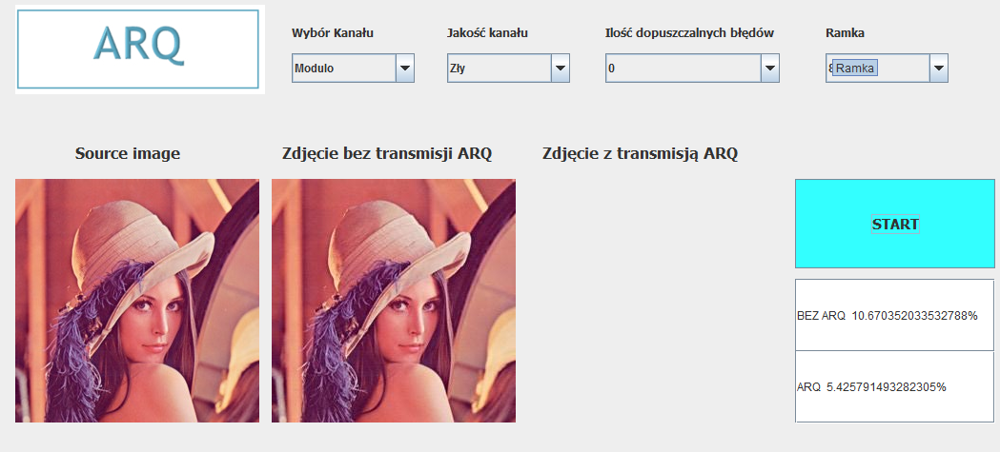 ARQ
Wybór Kanału
Jakość kanału
Ilość dopuszczalnych błędów
Ramka
Modulo
Zły
0
Ramka
Source image
Zdjęcie bez transmisji ARQ
Zdjęcie z transmisją ARQ
START
BEZ ARQ 10.670352033532788%
ARQ 5.425791493282305%